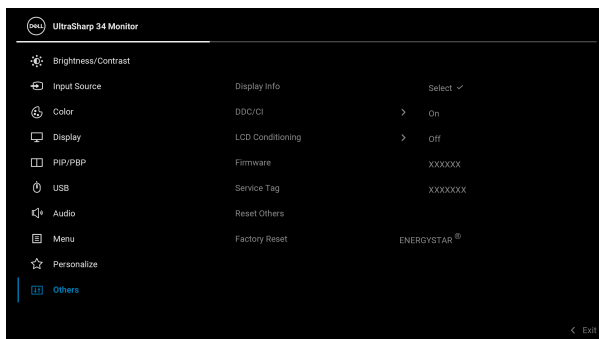 DELL UltraSharp 34 Monitor
Brightness/Contrast
Input Source Display Info Select ✓
Color DDC/CI > On
Display LCD Conditioning > Off
PIP/PBP Firmware XXXXXX
USB Service Tag XXXXXXX
Audio Reset Others
Menu Factory Reset ENERGYSTAR ®
Personalize
Others
< Exit